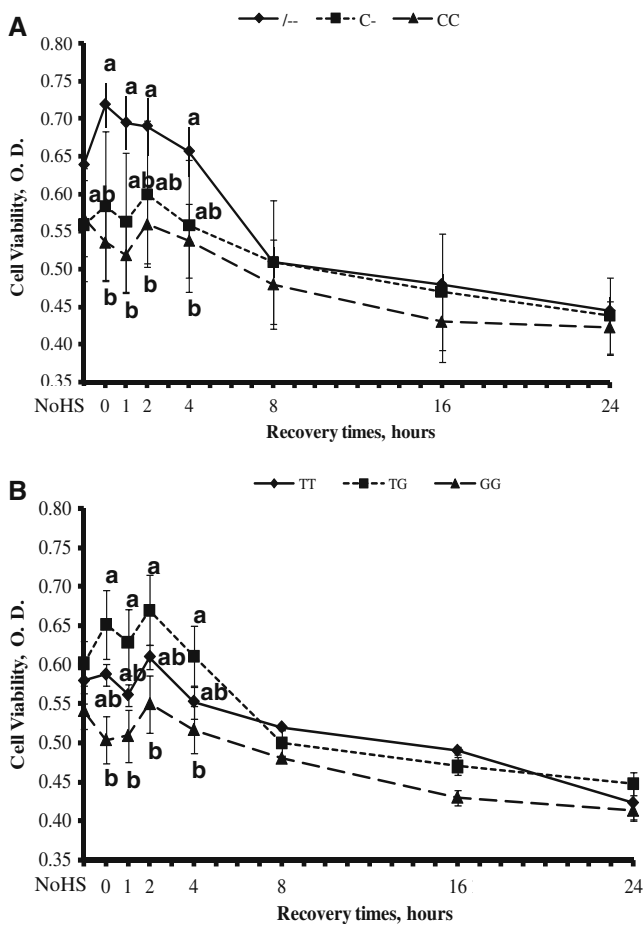 A
/-- C- CC
0.80
0.75
0.70
0.65
0.60
0.55
0.50
0.45
0.40
0.35
Cell Viability, O. D.
a a a a
ab ab ab ab
b b b b
NoHS 0 1 2 4 8 16 24
Recovery times, hours
B
TT TG GG
0.80
0.75
0.70
0.65
0.60
0.55
0.50
0.45
0.40
0.35
Cell Viability, O. D.
a a a a
ab ab ab ab
b b b b
NoHS 0 1 2 4 8 16 24
Recovery times, hours